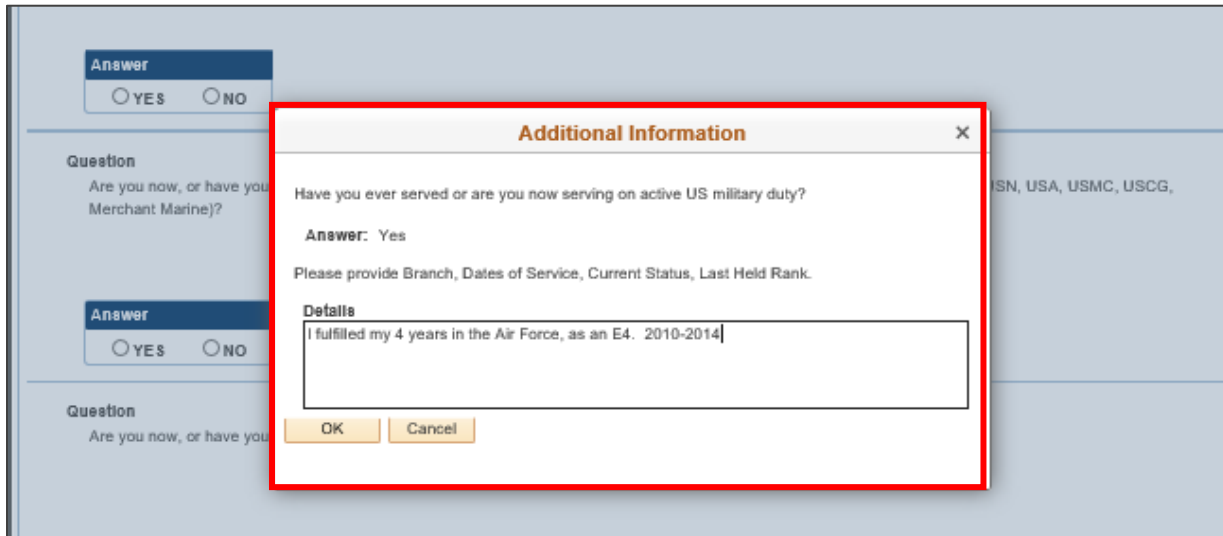 Answer
YES NO
Additional Information ×
Question
Are you now, or have you
Merchant Marine)?
ISN, USA, USMC, USCG,
Have you ever served or are you now serving on active US military duty?
Answer: Yes
Please provide Branch, Dates of Service, Current Status, Last Held Rank.
Answer
YES NO
Details
I fulfilled my 4 years in the Air Force, as an E4. 2010-2014
Question
Are you now, or have you
OK Cancel